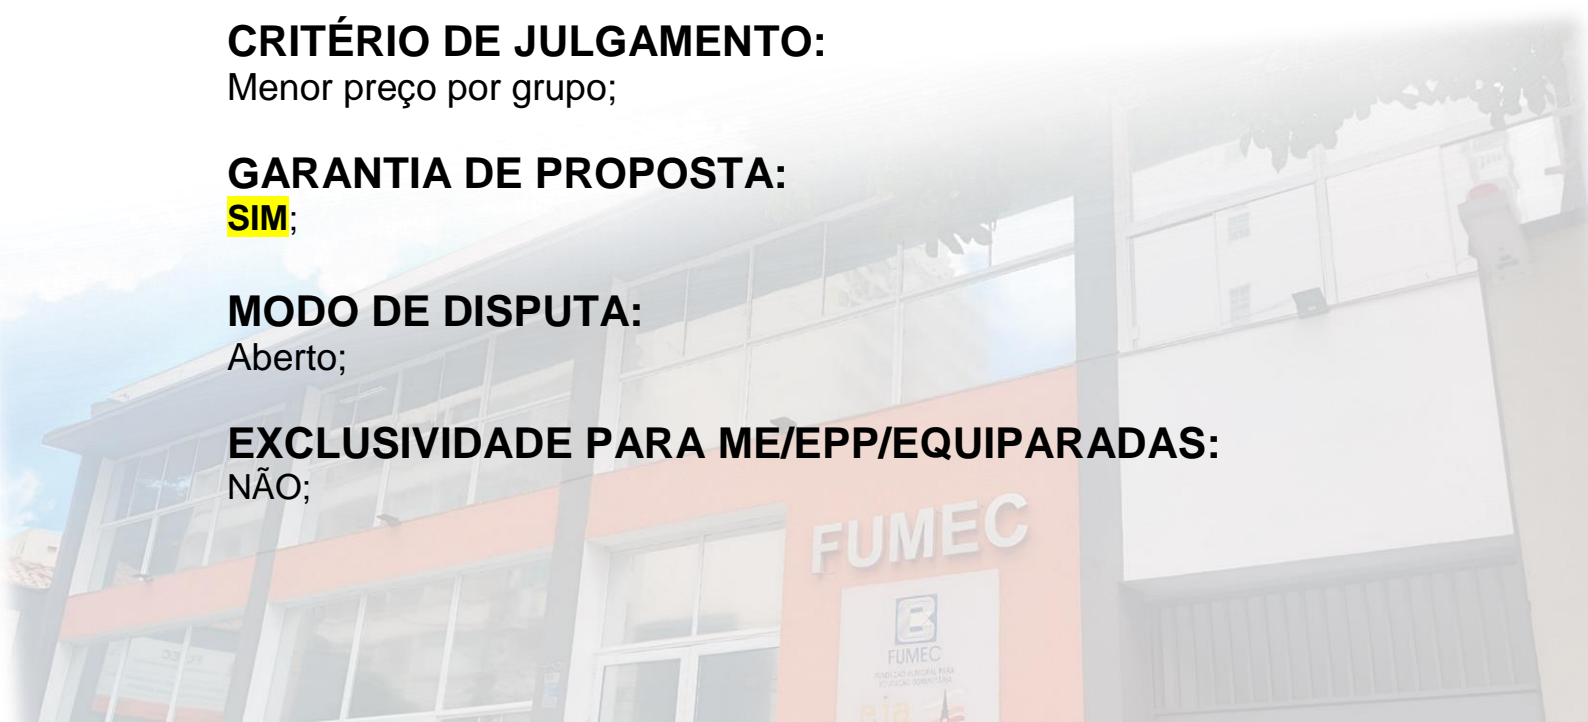 CRITÉRIO DE JULGAMENTO:
Menor preço por grupo;
GARANTIA DE PROPOSTA:
SIM;
MODO DE DISPUTA:
Aberto;
EXCLUSIVIDADE PARA ME/EPP/EQUIPARADAS:
NÃO;
FUMEC
FUMEC
eja